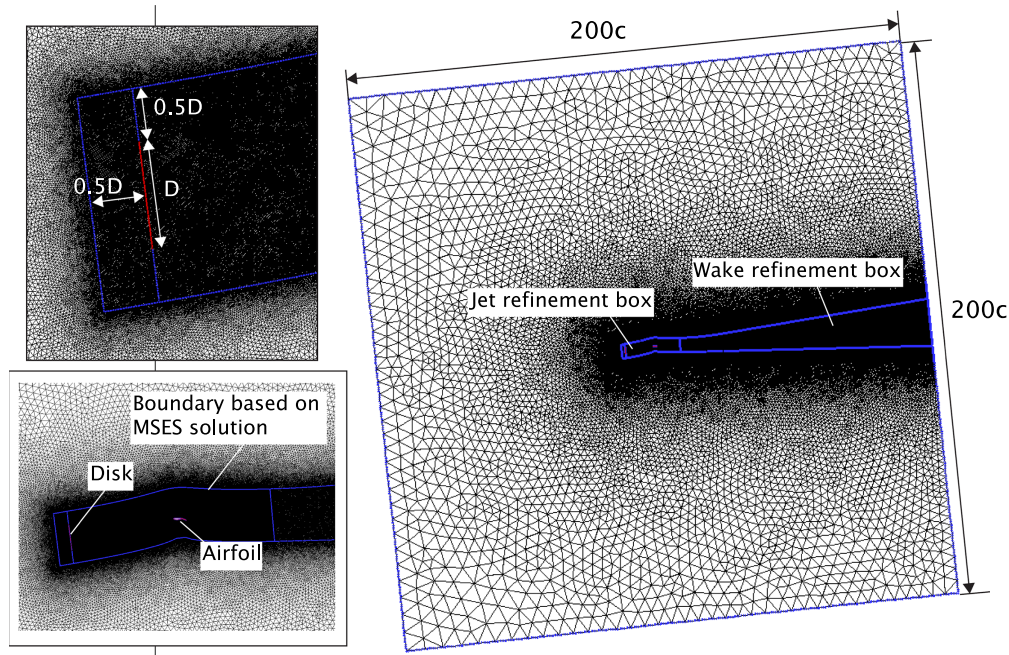 0.5D
0.5D
D
Boundary based on
MSES solution
Disk
Airfoil
200c
Wake refinement box
Jet refinement box
200c